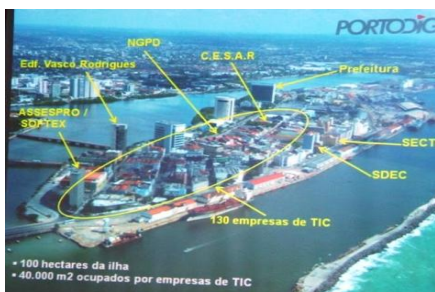 PORTODIG
NGPD
C.E.S.A.R
Edf. Vasco Rodrigues
Prefeitura
ASSESPRO /
SOFTEX
SECT
SDEC
130 empresas de TIC
• 100 hectares da ilha
• 40.000 m2 ocupados por empresas de TIC